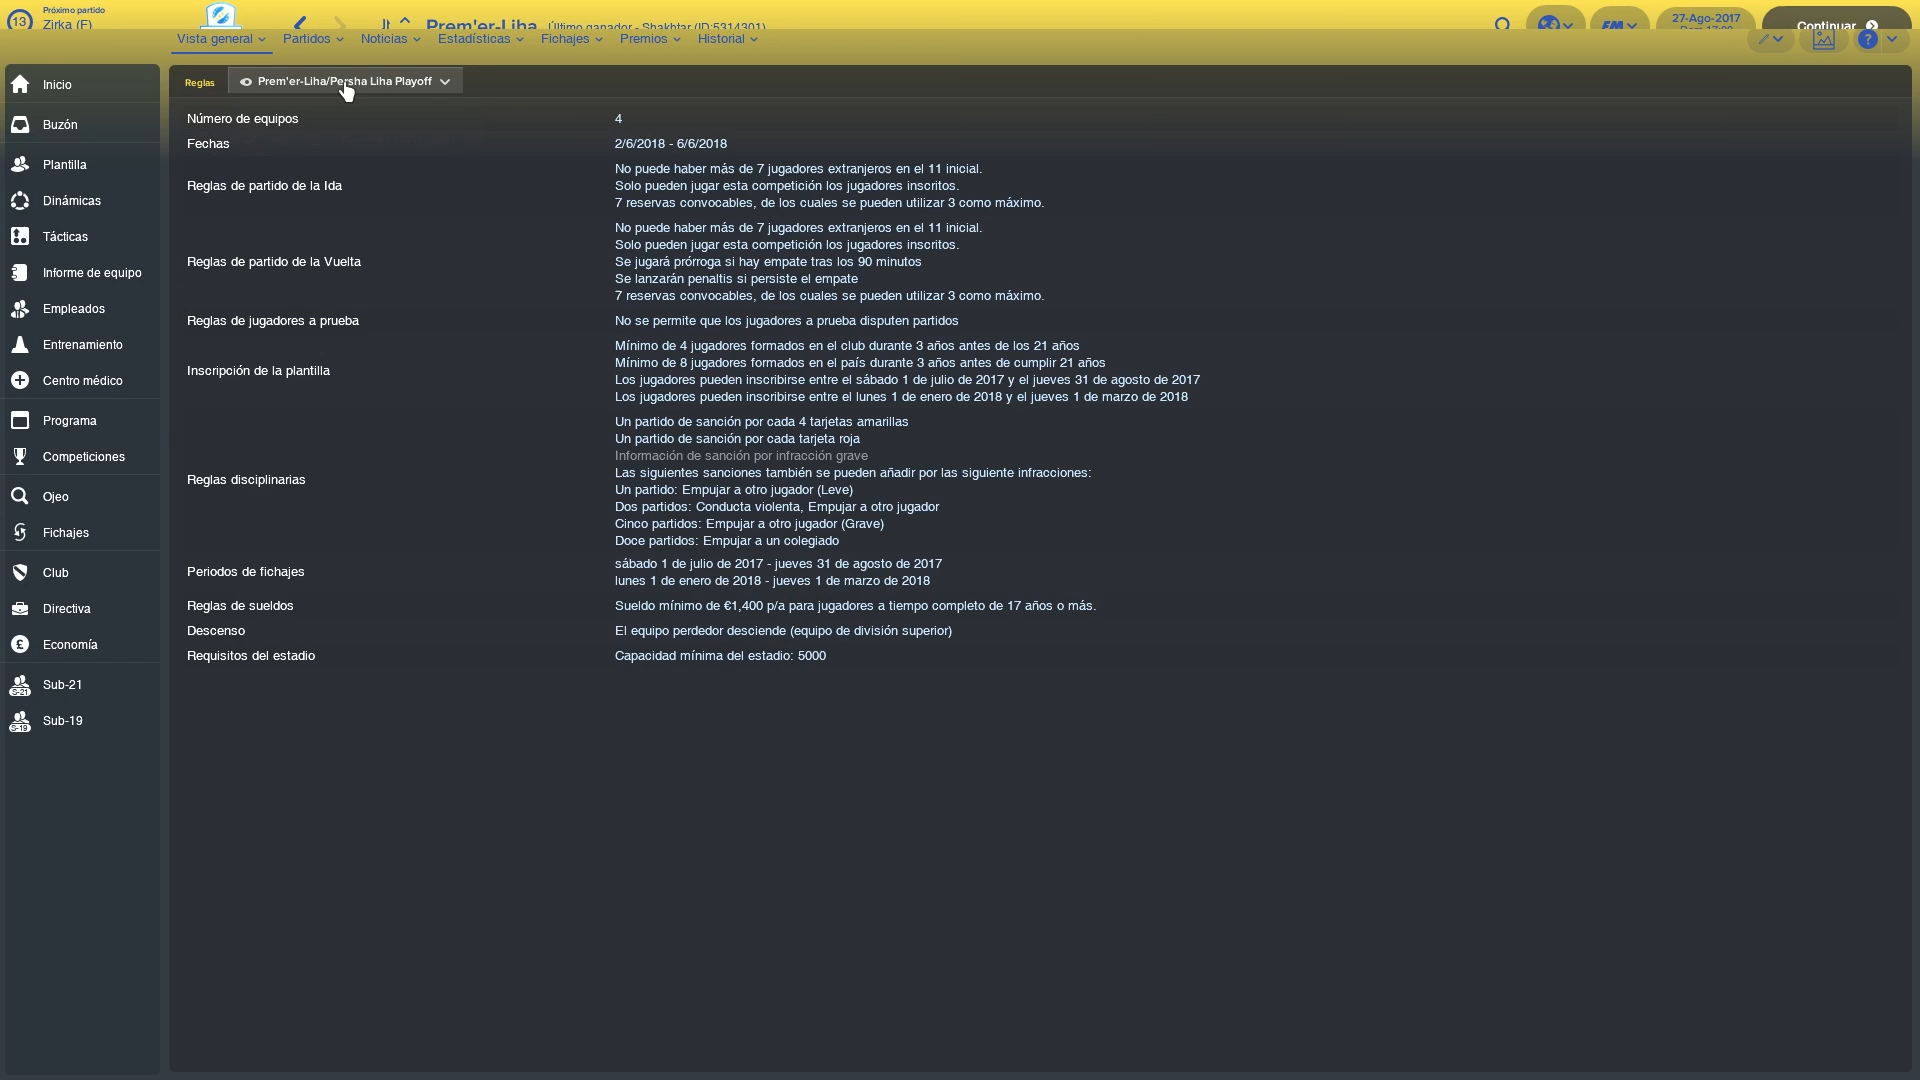 13
Próximo partido
Zirka (F)
Prem'er-Liha
Último ganador - Shakhtar (ID:5314301)
FM
27-Ago-2017
Dom 17:00
Continuar
Vista general
Partidos
Noticias
Estadísticas
Fichajes
Premios
Historial
?
Inicio
Buzón
Plantilla
Dinámicas
Tácticas
Informe de equipo
Empleados
Entrenamiento
Centro médico
Programa
Competiciones
Ojeo
Fichajes
Club
Directiva
£
Economía
S-21
Sub-21
S-19
Sub-19
Reglas
Prem'er-Liha/Persha Liha Playoff
Número de equipos
4
Fechas
2/6/2018 - 6/6/2018
Reglas de partido de la Ida
No puede haber más de 7 jugadores extranjeros en el 11 inicial.
Solo pueden jugar esta competición los jugadores inscritos.
7 reservas convocables, de los cuales se pueden utilizar 3 como máximo.
Reglas de partido de la Vuelta
No puede haber más de 7 jugadores extranjeros en el 11 inicial.
Solo pueden jugar esta competición los jugadores inscritos.
Se jugará prórroga si hay empate tras los 90 minutos
Se lanzarán penaltis si persiste el empate
7 reservas convocables, de los cuales se pueden utilizar 3 como máximo.
Reglas de jugadores a prueba
No se permite que los jugadores a prueba disputen partidos
Inscripción de la plantilla
Mínimo de 4 jugadores formados en el club durante 3 años antes de los 21 años
Mínimo de 8 jugadores formados en el país durante 3 años antes de cumplir 21 años
Los jugadores pueden inscribirse entre el sábado 1 de julio de 2017 y el jueves 31 de agosto de 2017
Los jugadores pueden inscribirse entre el lunes 1 de enero de 2018 y el jueves 1 de marzo de 2018
Reglas disciplinarias
Un partido de sanción por cada 4 tarjetas amarillas
Un partido de sanción por cada tarjeta roja
Información de sanción por infracción grave
Las siguientes sanciones también se pueden añadir por las siguiente infracciones:
Un partido: Empujar a otro jugador (Leve)
Dos partidos: Conducta violenta, Empujar a otro jugador
Cinco partidos: Empujar a otro jugador (Grave)
Doce partidos: Empujar a un colegiado
Periodos de fichajes
sábado 1 de julio de 2017 - jueves 31 de agosto de 2017
lunes 1 de enero de 2018 - jueves 1 de marzo de 2018
Reglas de sueldos
Sueldo mínimo de €1,400 p/a para jugadores a tiempo completo de 17 años o más.
Descenso
El equipo perdedor desciende (equipo de división superior)
Requisitos del estadio
Capacidad mínima del estadio: 5000